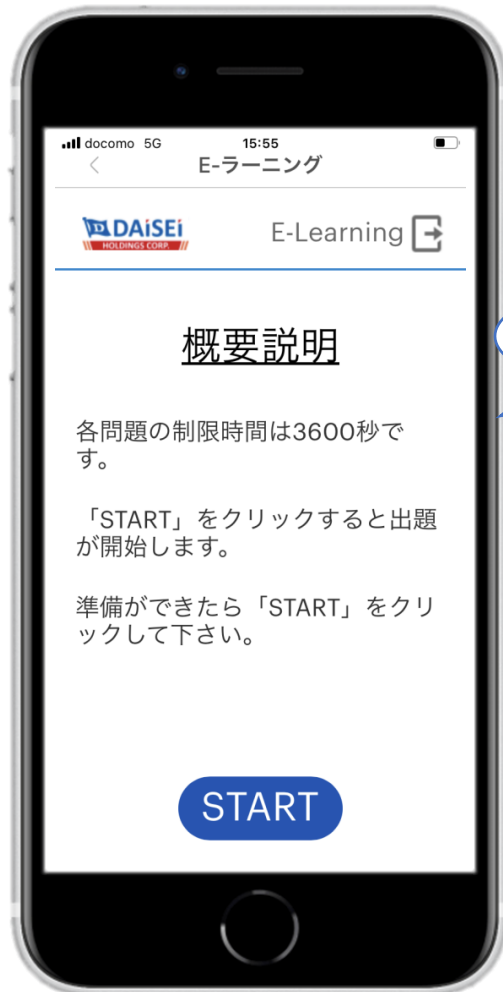 docomo 5G 15:55
E-ラーニング
DAiSEi
HOLDINGS CORP.
E-Learning
概要説明
各問題の制限時間は3600秒で
す。
「START」をクリックすると出題
が開始します。
準備ができたら「START」をクリ
ックして下さい。
START